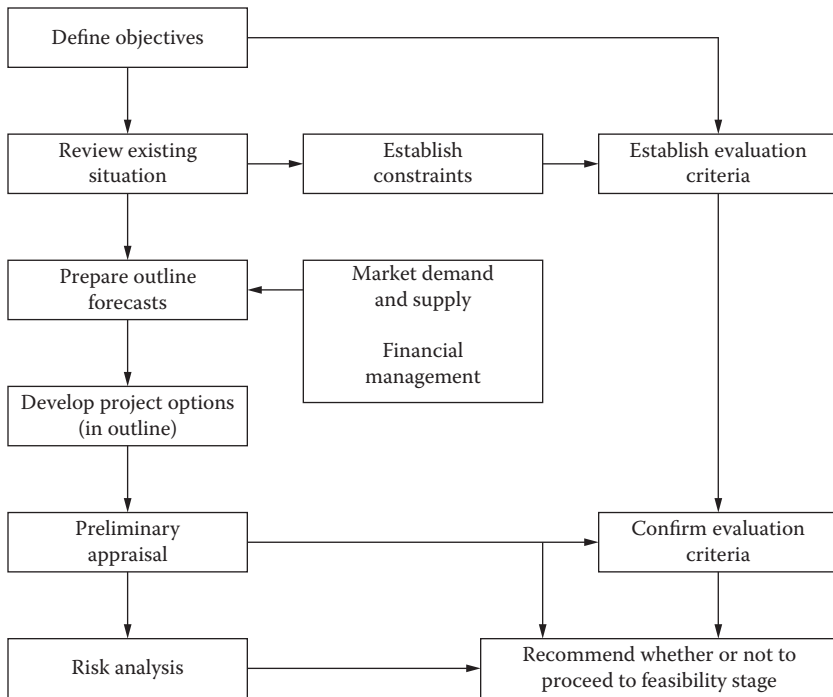 Define objectives
Review existing
situation
Establish
constraints
Establish evaluation
criteria
Prepare outline
forecasts
Market demand
and supply
Financial
management
Develop project options
(in outline)
Preliminary
appraisal
Confirm evaluation
criteria
Risk analysis
Recommend whether or not to
proceed to feasibility stage